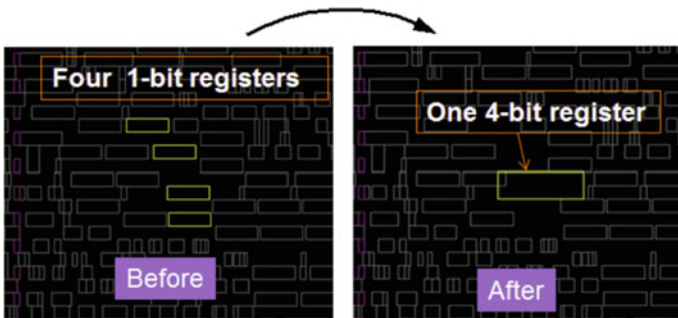 Four 1-bit registers
One 4-bit register
Before
After